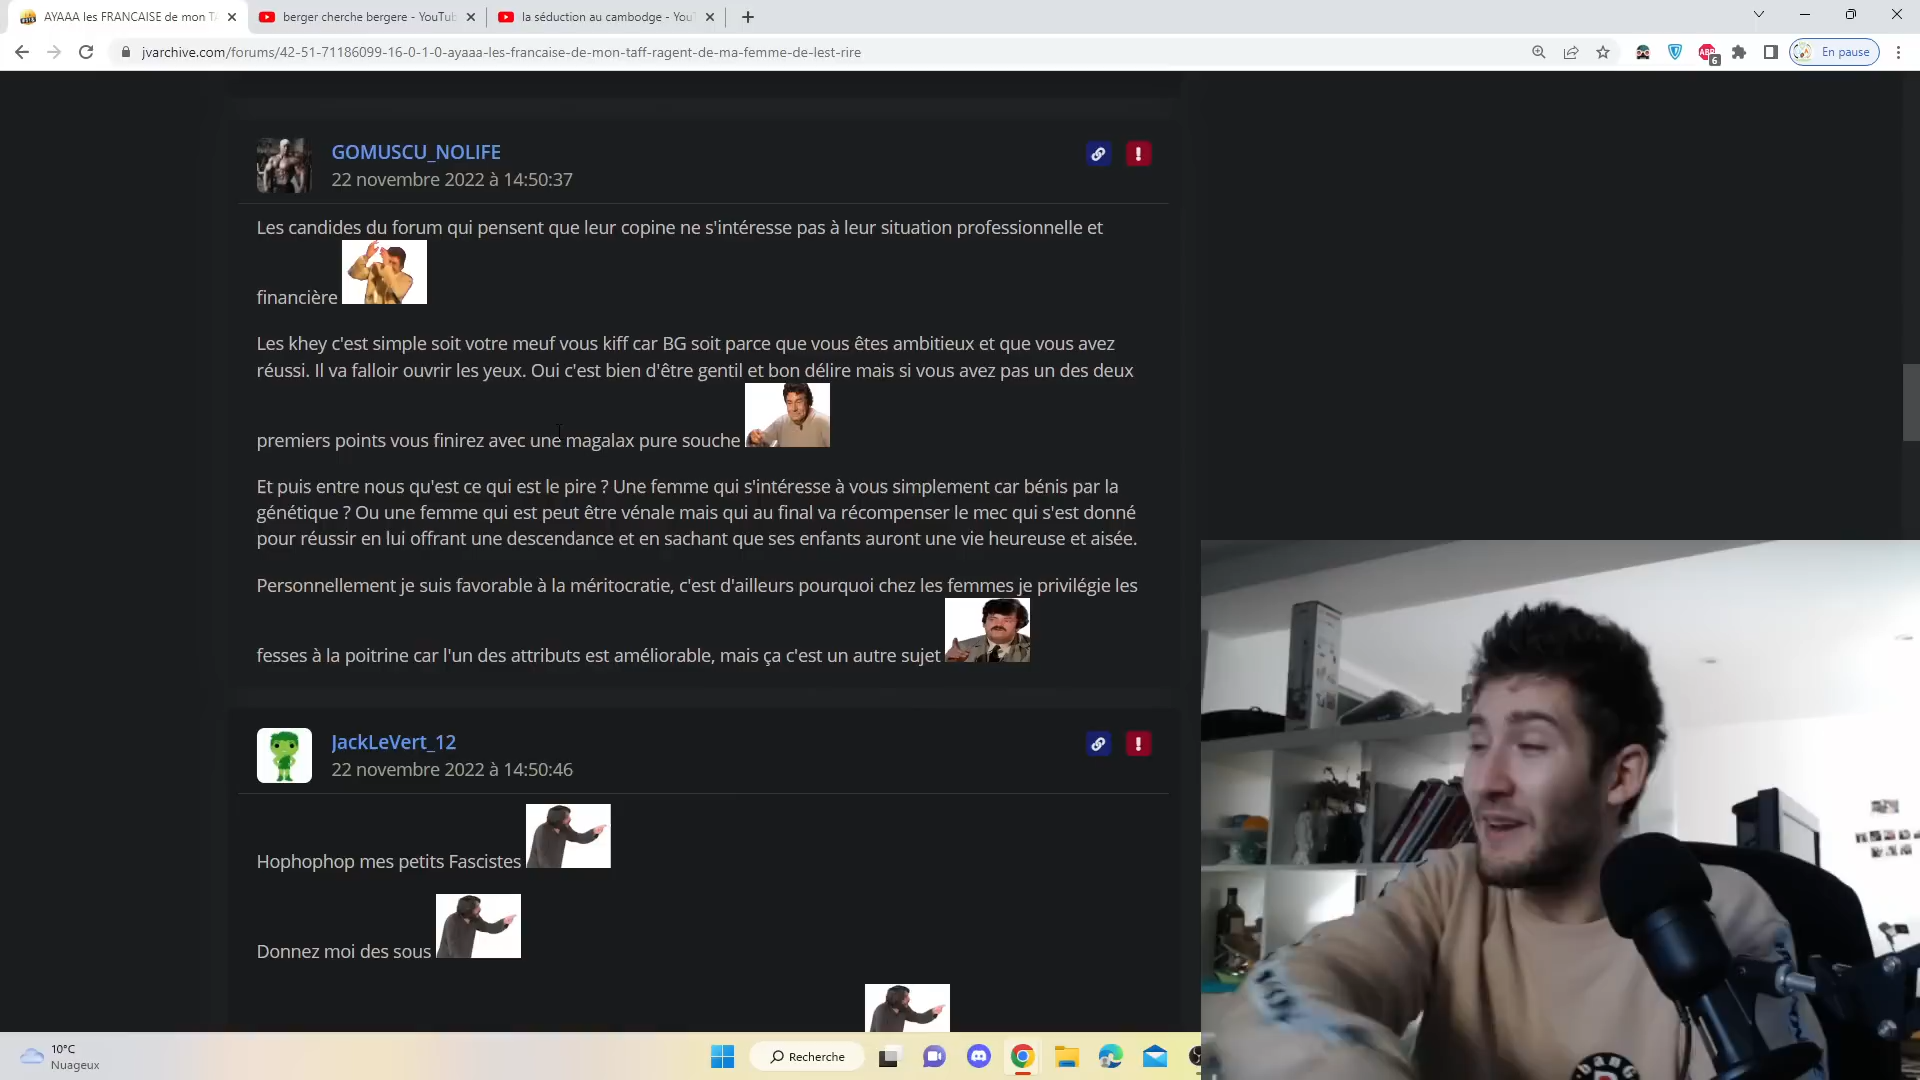 AYAAA les FRANCAISE de mon TA
berger cherche bergere - YouTub
la séduction au cambodge - You
jvarchive.com/forums/42-51-71186099-16-0-1-0-ayaaa-les-francaise-de-mon-taff-ragent-de-ma-femme-de-lest-rire
ABP
6
En pause
GOMUSCU_NOLIFE
22 novembre 2022 à 14:50:37
Les candides du forum qui pensent que leur copine ne s'intéresse pas à leur situation professionnelle et
financière
Les khey c'est simple soit votre meuf vous kiff car BG soit parce que vous êtes ambitieux et que vous avez
réussi. Il va falloir ouvrir les yeux. Oui c'est bien d'être gentil et bon délire mais si vous avez pas un des deux
premiers points vous finirez avec une magalax pure souche
Et puis entre nous qu'est ce qui est le pire ? Une femme qui s'intéresse à vous simplement car bénis par la
génétique ? Ou une femme qui est peut être vénale mais qui au final va récompenser le mec qui s'est donné
pour réussir en lui offrant une descendance et en sachant que ses enfants auront une vie heureuse et aisée.
Personnellement je suis favorable à la méritocratie, c'est d'ailleurs pourquoi chez les femmes je privilégie les
fesses à la poitrine car l'un des attributs est améliorable, mais ça c'est un autre sujet
JackLeVert_12
22 novembre 2022 à 14:50:46
Hophophop mes petits Fascistes
Donnez moi des sous
10°C
Nuageux
Recherche